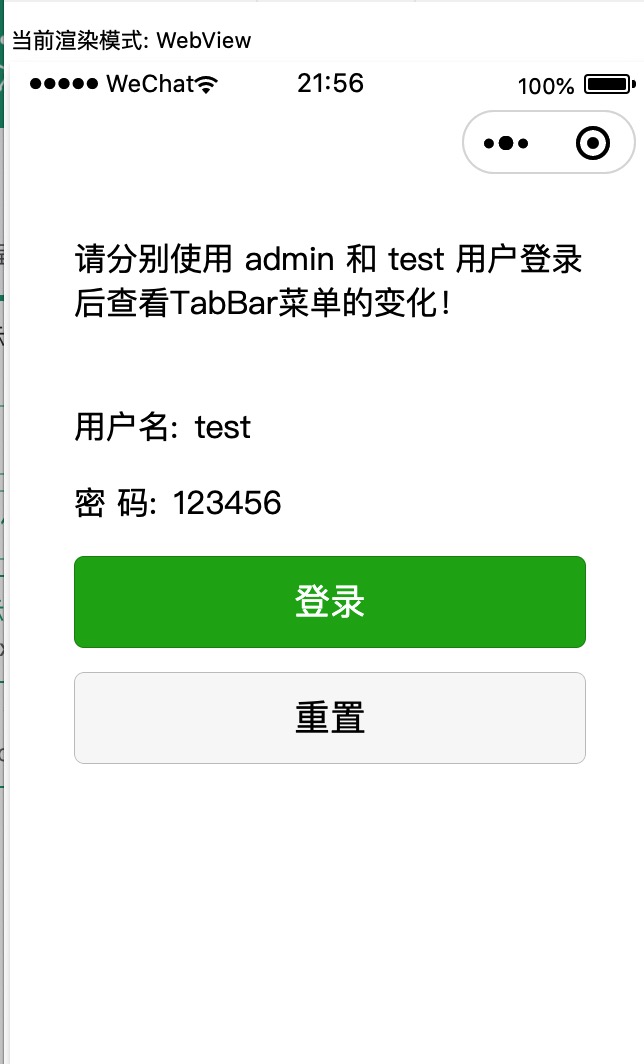 当前渲染模式: WebView
WeChat 21:56 100%
请分别使用 admin 和 test 用户登录
后查看TabBar菜单的变化！
用户名: test
密 码: 123456
登录
重置